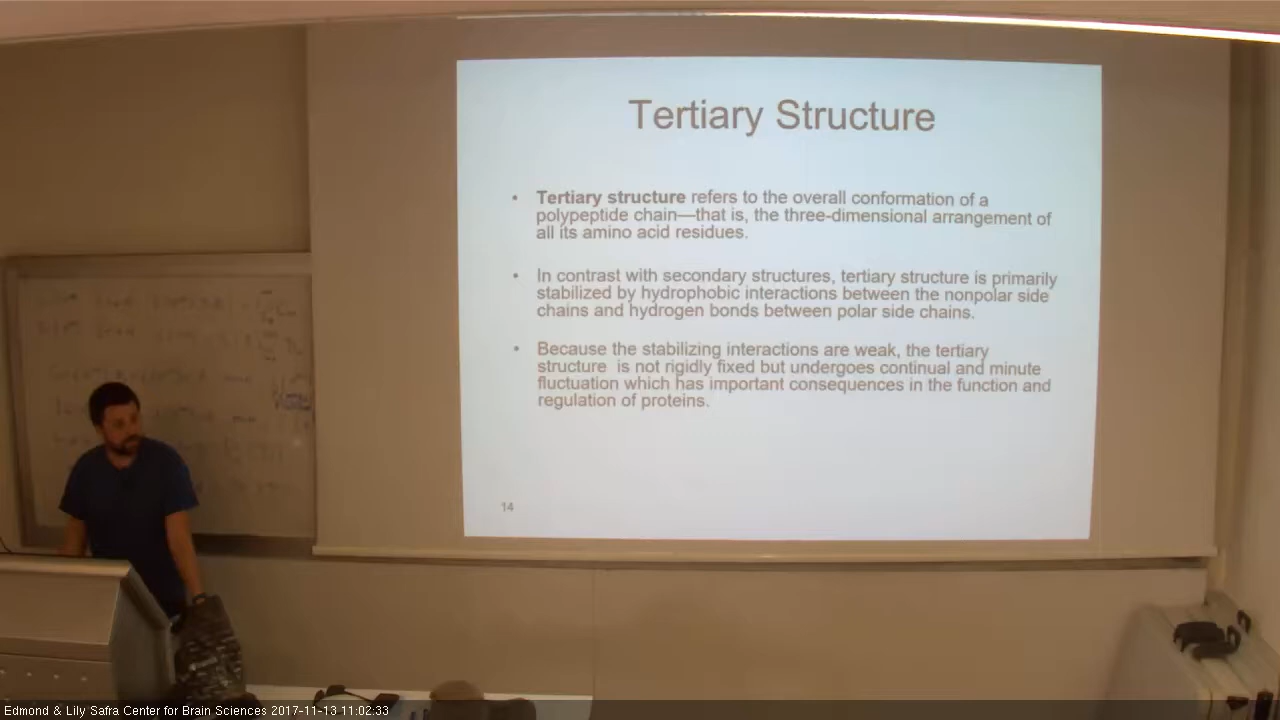 Tertiary Structure
• Tertiary structure refers to the overall conformation of a
polypeptide chain—that is, the three-dimensional arrangement of
all its amino acid residues.
• In contrast with secondary structures, tertiary structure is primarily
stabilized by hydrophobic interactions between the nonpolar side
chains and hydrogen bonds between polar side chains.
• Because the stabilizing interactions are weak, the tertiary
structure is not rigidly fixed but undergoes continual and minute
fluctuation which has important consequences in the function and
regulation of proteins.
14
Edmond & Lily Safra Center for Brain Sciences 2017-11-13 11:02:33